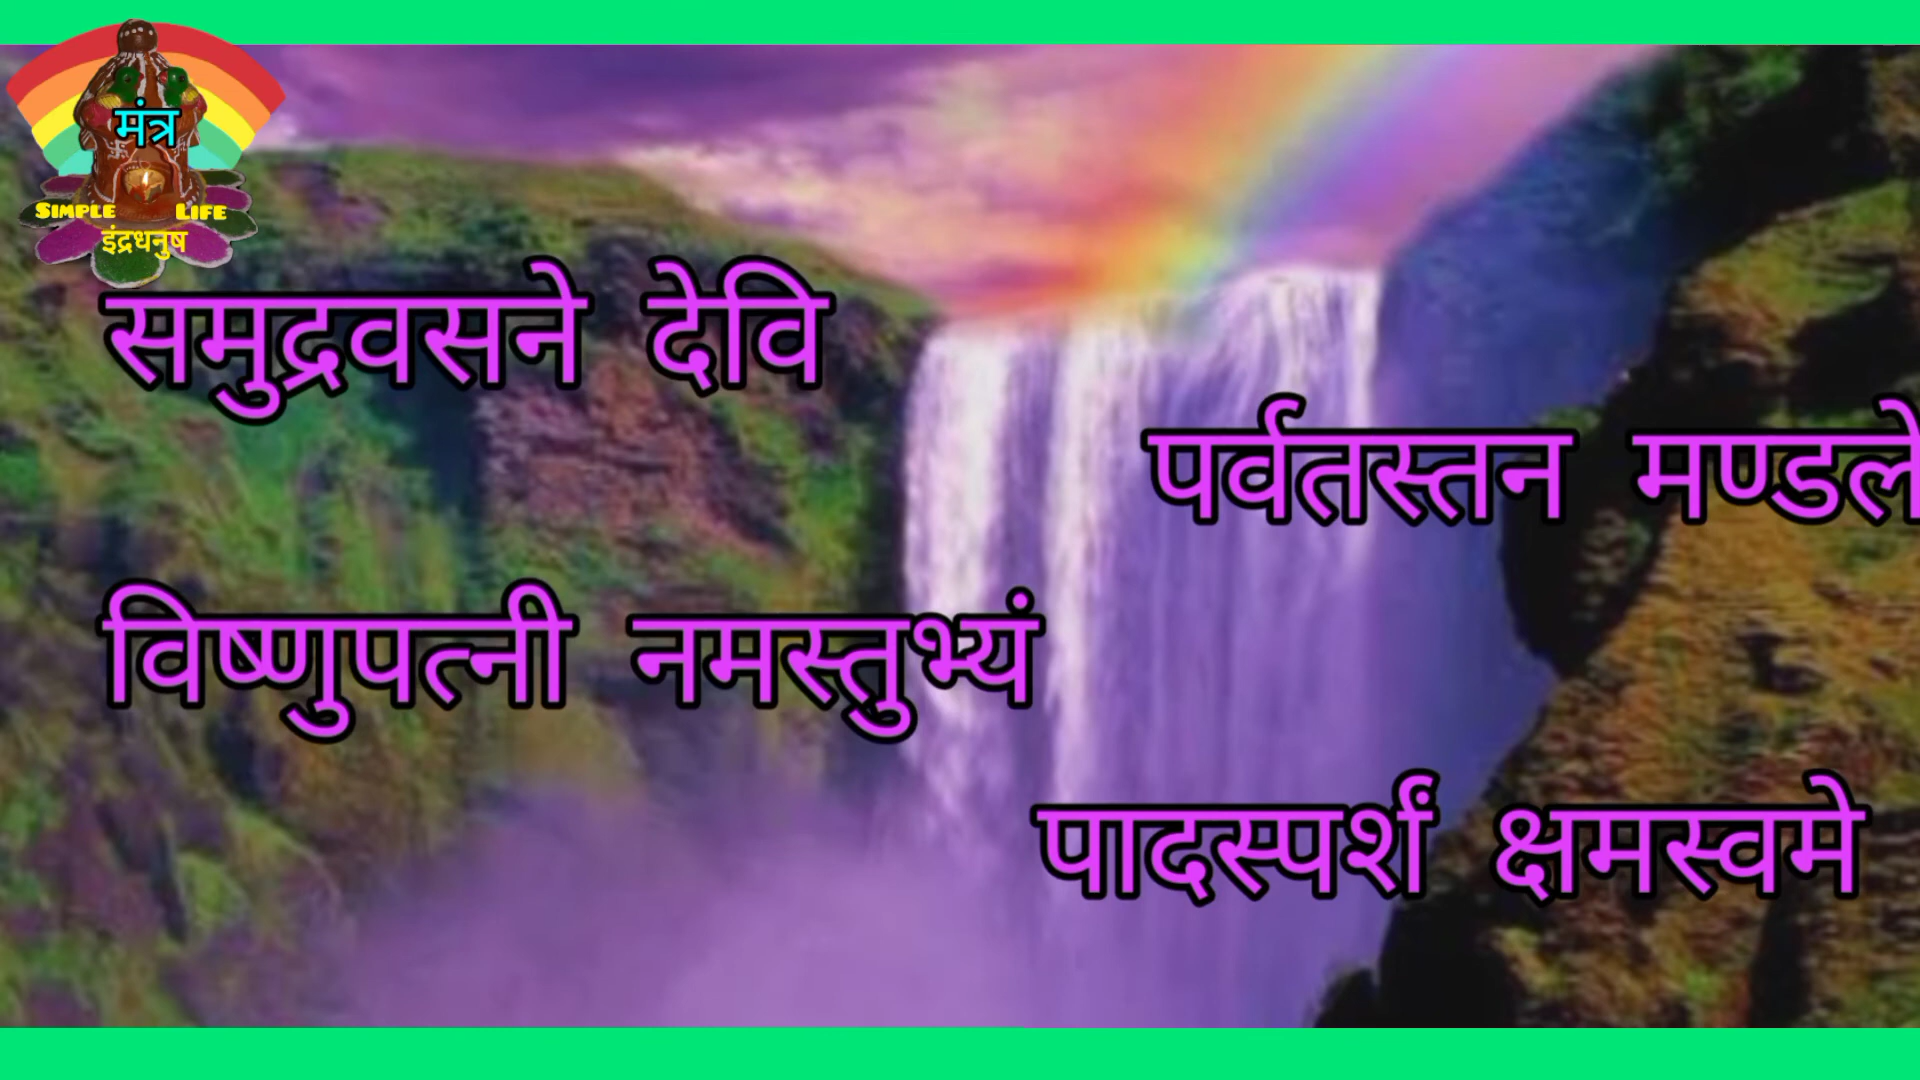 मंत्र
SIMPLE LIFE
इंद्रधनुष
समुद्रवसने देवि
पर्वतस्तन मण्डले
विष्णुपत्नी नमस्तुभ्यं
पादस्पर्शं क्षमस्वमे